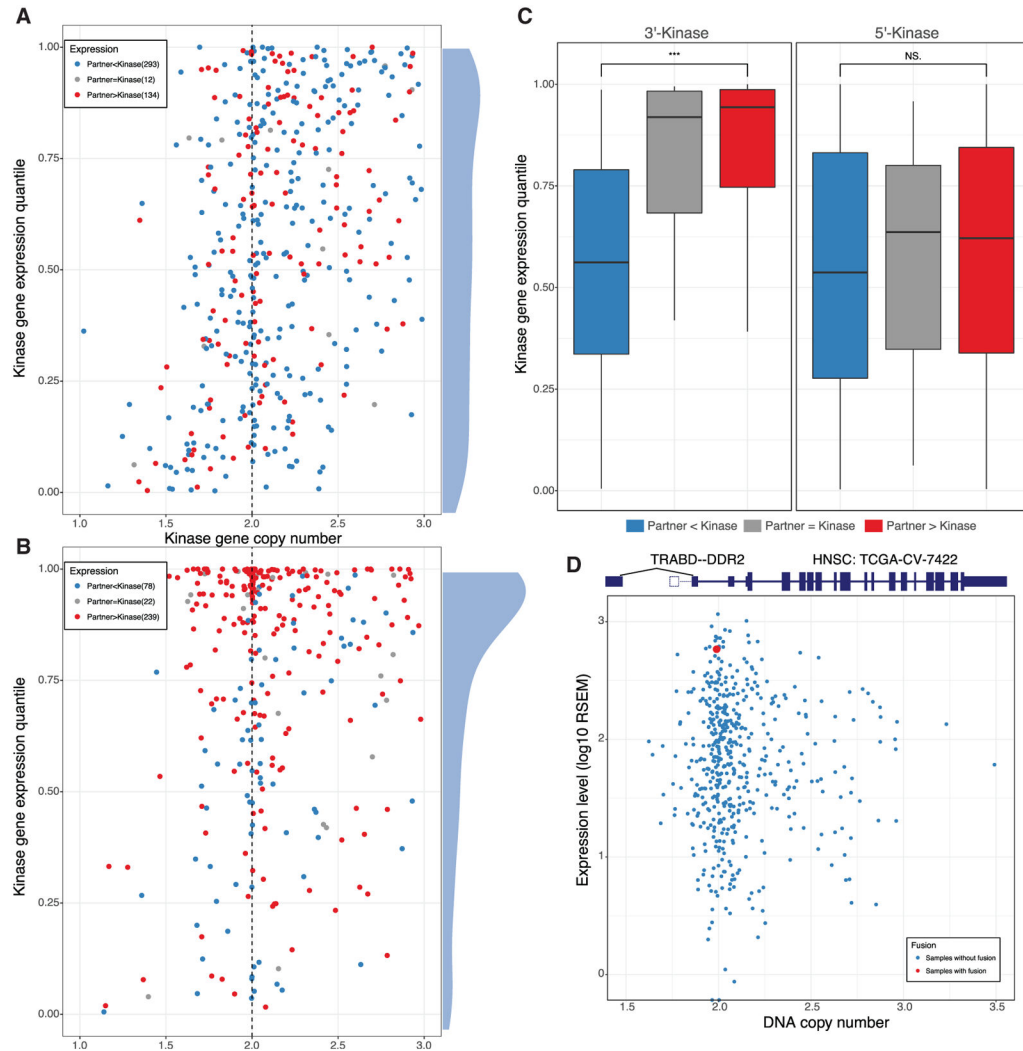 A
Expression
Partner<Kinase(293)
Partner=Kinase(12)
Partner>Kinase(134)
Kinase gene expression quantile
1.00
0.75
0.50
0.25
0.00
1.0 1.5 2.0 2.5 3.0
Kinase gene copy number
B
Expression
Partner<Kinase(78)
Partner=Kinase(22)
Partner>Kinase(239)
Kinase gene expression quantile
1.00
0.75
0.50
0.25
0.00
1.0 1.5 2.0 2.5 3.0
C
3'-Kinase 5'-Kinase
*** NS.
Kinase gene expression quantile
1.00
0.75
0.50
0.25
0.00
Partner < Kinase Partner = Kinase Partner > Kinase
D
TRABD--DDR2 HNSC: TCGA-CV-7422
Expression level (log10 RSEM)
3
2
1
0
Fusion
Samples without fusion
Samples with fusion
1.5 2.0 2.5 3.0 3.5
DNA copy number